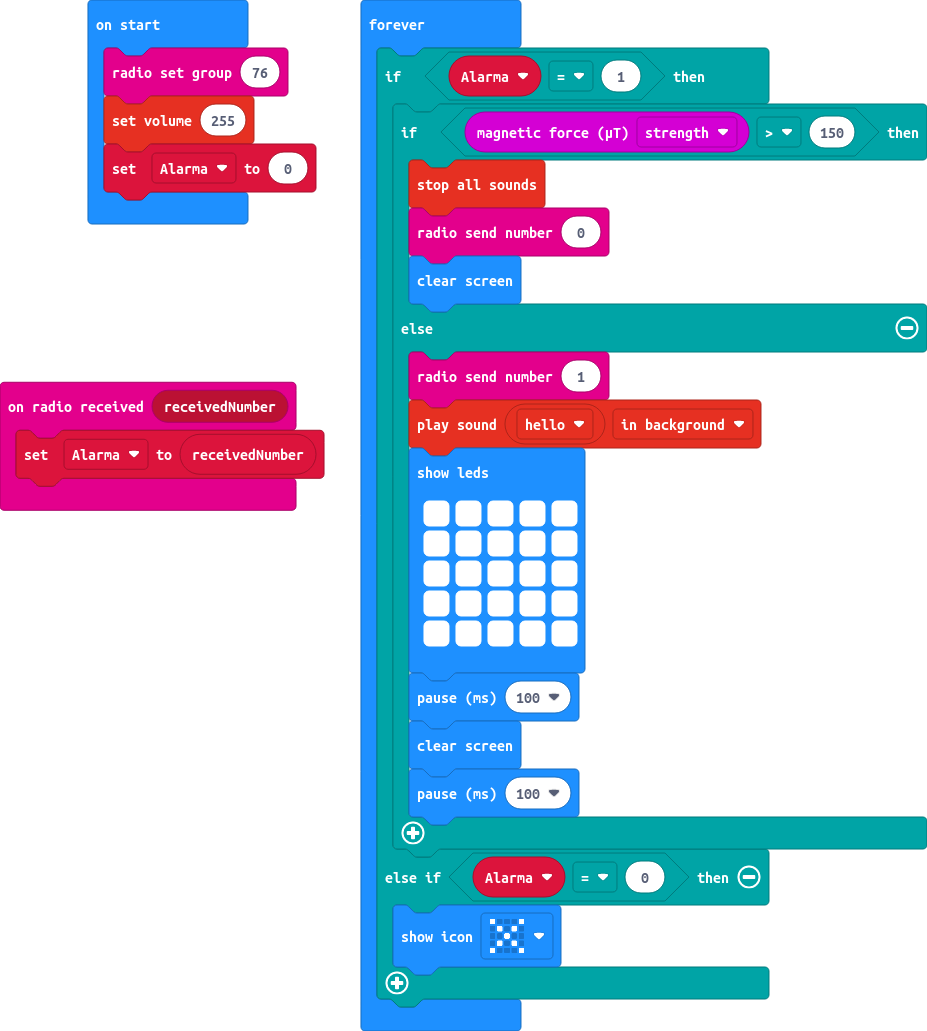 on start
radio set group 76
set volume 255
set Alarma to 0
on radio received receivedNumber
set Alarma to receivedNumber
forever
if Alarma = 1 then
if magnetic force (µT) strength > 150 then
stop all sounds
radio send number 0
clear screen
else
radio send number 1
play sound hello in background
show leds
pause (ms) 100
clear screen
pause (ms) 100
else if Alarma = 0 then
show icon